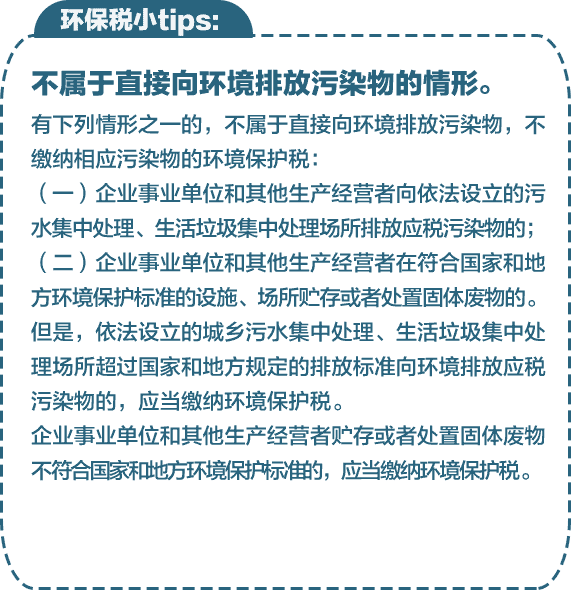 环保税小tips:
不属于直接向环境排放污染物的情形。
有下列情形之一的，不属于直接向环境排放污染物，不
缴纳相应污染物的环境保护税：
（一）企业事业单位和其他生产经营者向依法设立的污
水集中处理、生活垃圾集中处理场所排放应税污染物的；
（二）企业事业单位和其他生产经营者在符合国家和地
方环境保护标准的设施、场所贮存或者处置固体废物的。
但是，依法设立的城乡污水集中处理、生活垃圾集中处
理场所超过国家和地方规定的排放标准向环境排放应税
污染物的，应当缴纳环境保护税。
企业事业单位和其他生产经营者贮存或者处置固体废物
不符合国家和地方环境保护标准的，应当缴纳环境保护税。